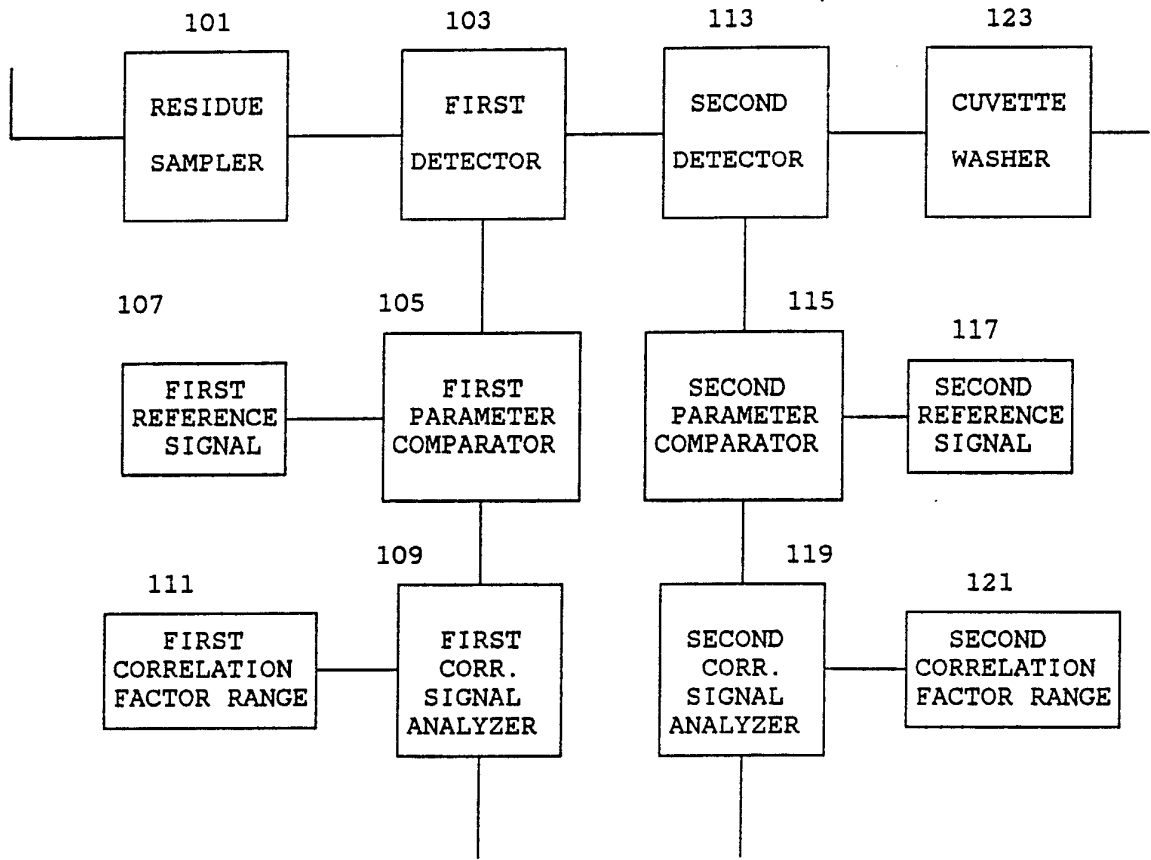 101 103 113 123
RESIDUE
SAMPLER
FIRST
DETECTOR
SECOND
DETECTOR
CUVETTE
WASHER
107 105 115 117
FIRST
REFERENCE
SIGNAL
FIRST
PARAMETER
COMPARATOR
SECOND
PARAMETER
COMPARATOR
SECOND
REFERENCE
SIGNAL
111 109 119 121
FIRST
CORRELATION
FACTOR RANGE
FIRST
CORR.
SIGNAL
ANALYZER
SECOND
CORR.
SIGNAL
ANALYZER
SECOND
CORRELATION
FACTOR RANGE